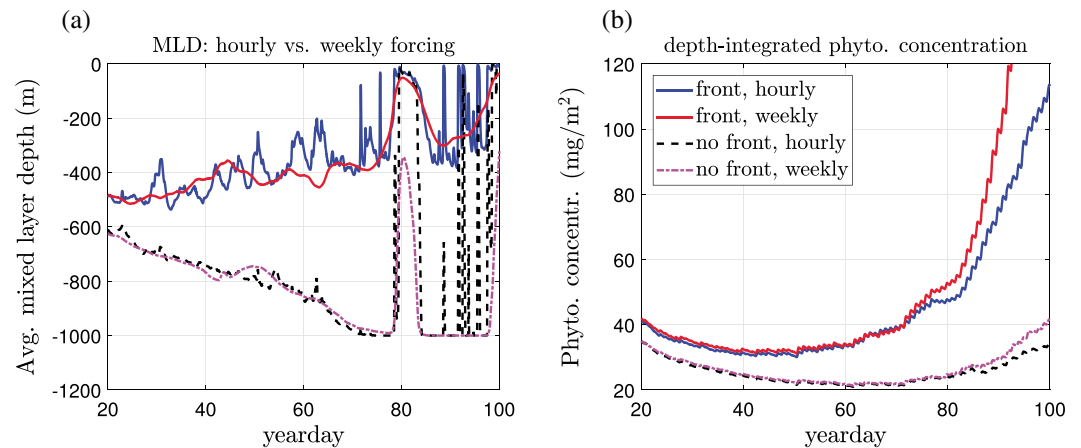 (a)
MLD: hourly vs. weekly forcing
Avg. mixed layer depth (m)
0
-200
-400
-600
-800
-1000
-1200
20 40 60 80 100
yearday
(b)
depth-integrated phyto. concentration
Phyto. concentr. (mg/m²)
120
100
80
60
40
20
front, hourly
front, weekly
no front, hourly
no front, weekly
20 40 60 80 100
yearday